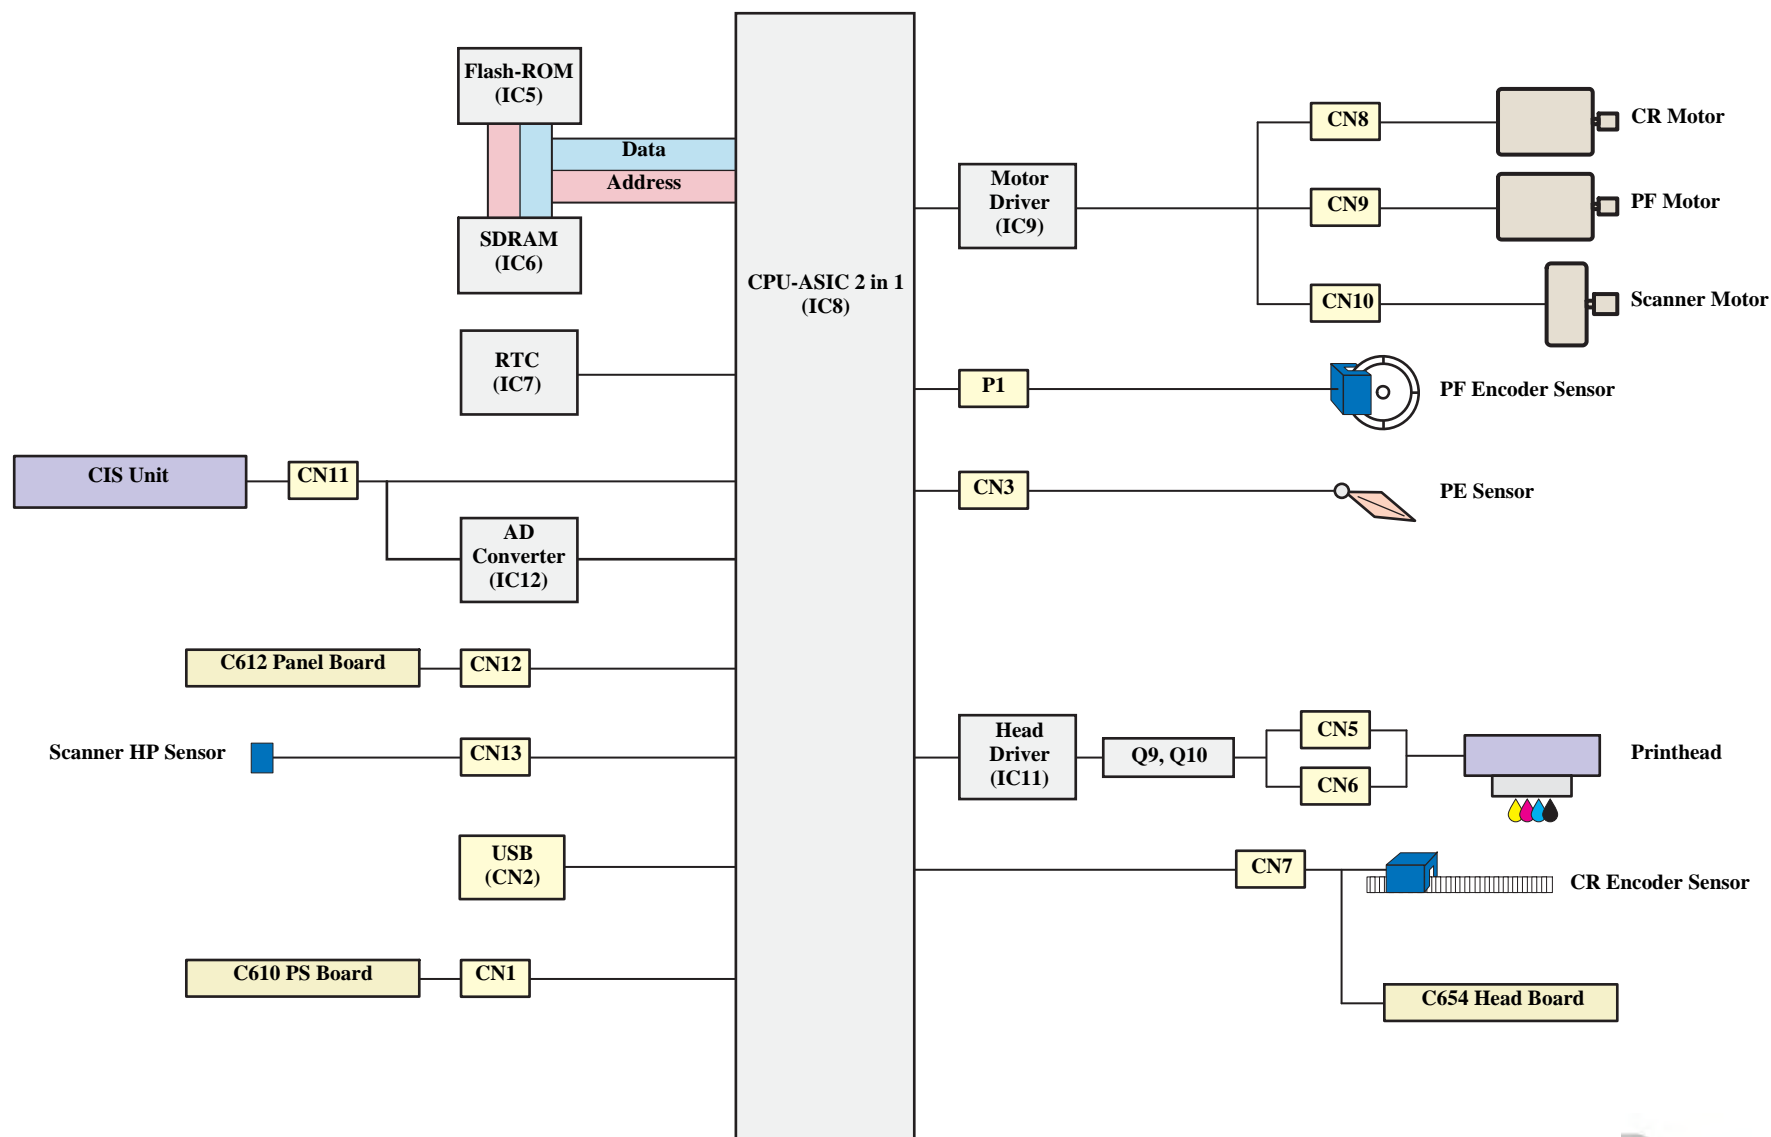 Flash-ROM
(IC5)
Data
Address
SDRAM
(IC6)
RTC
(IC7)
CIS Unit
CN11
AD
Converter
(IC12)
C612 Panel Board
CN12
Scanner HP Sensor
CN13
USB
(CN2)
C610 PS Board
CN1
CPU-ASIC 2 in 1
(IC8)
Motor
Driver
(IC9)
CN8
CR Motor
CN9
PF Motor
CN10
Scanner Motor
P1
PF Encoder Sensor
CN3
PE Sensor
Head
Driver
(IC11)
Q9, Q10
CN5
CN6
Printhead
CN7
CR Encoder Sensor
C654 Head Board